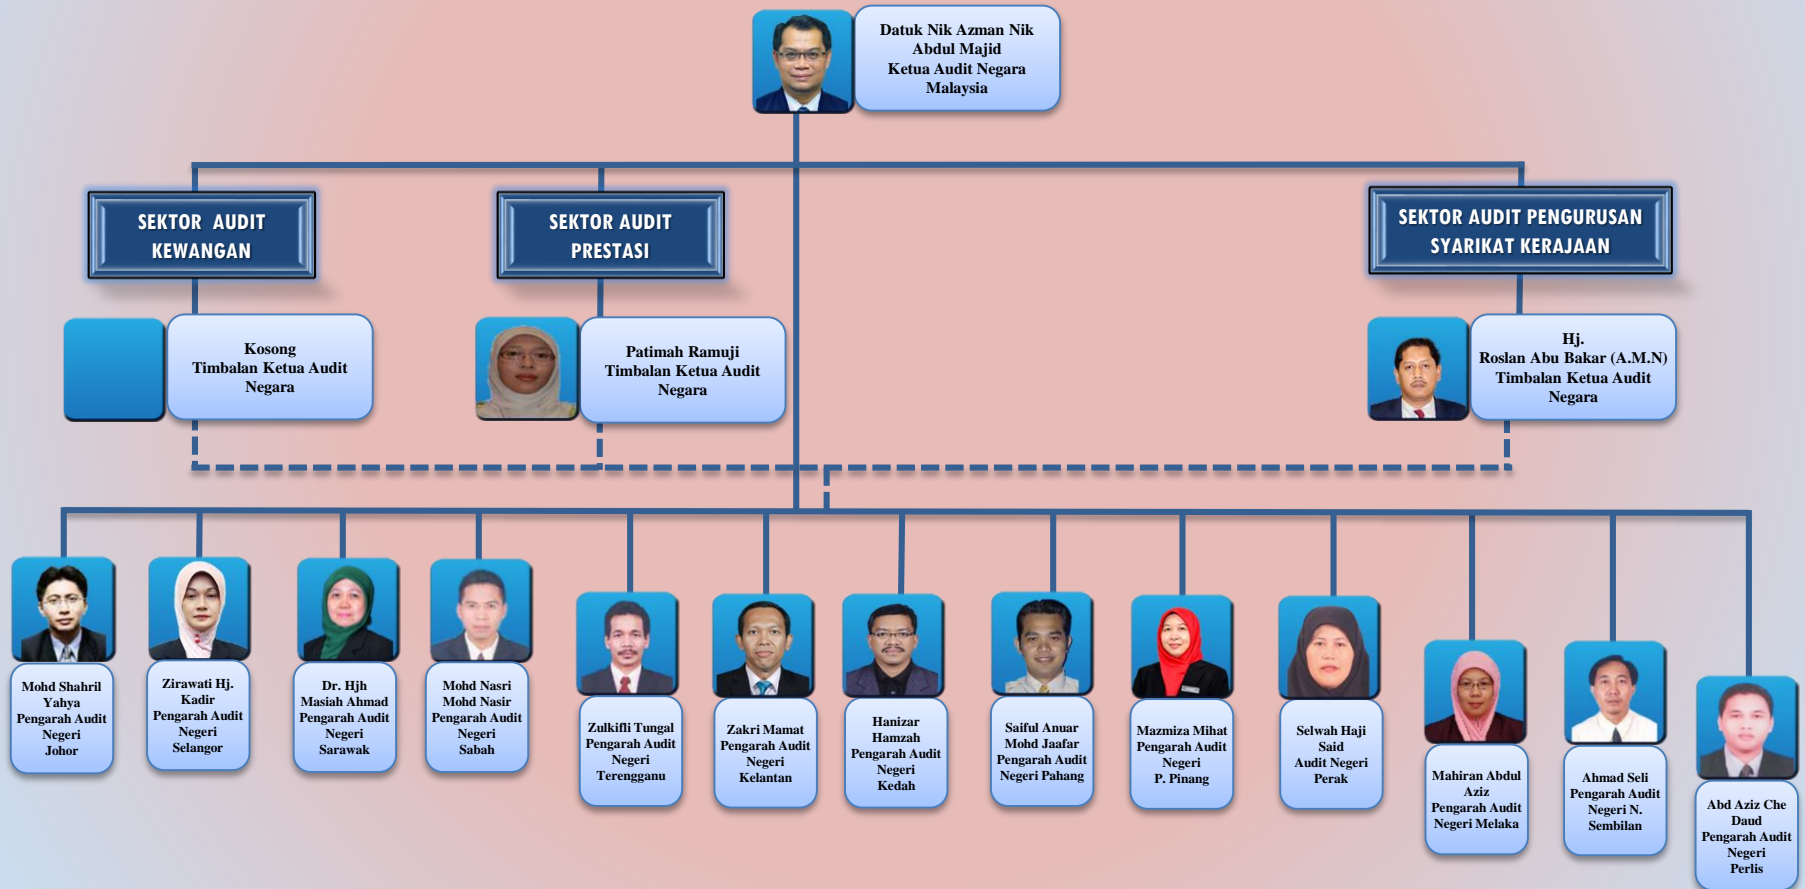 Datuk Nik Azman Nik
Abdul Majid
Ketua Audit Negara
Malaysia
SEKTOR AUDIT
KEWANGAN
SEKTOR AUDIT
PRESTASI
SEKTOR AUDIT PENGURUSAN
SYARIKAT KERAJAAN
Kosong
Timbalan Ketua Audit
Negara
Patimah Ramuji
Timbalan Ketua Audit
Negara
Hj.
Roslan Abu Bakar (A.M.N)
Timbalan Ketua Audit
Negara
Mohd Shahril
Yahya
Pengarah Audit
Negeri
Johor
Zirawati Hj.
Kadir
Pengarah Audit
Negeri
Selangor
Dr. Hjh
Masiah Ahmad
Pengarah Audit
Negeri
Sarawak
Mohd Nasri
Mohd Nasir
Pengarah Audit
Negeri
Sabah
Zulkifli Tungal
Pengarah Audit
Negeri
Terengganu
Zakri Mamat
Pengarah Audit
Negeri
Kelantan
Hanizar
Hamzah
Pengarah Audit
Negeri
Kedah
Saiful Anuar
Mohd Jaafar
Pengarah Audit
Negeri Pahang
Mazmiza Mihat
Pengarah Audit
Negeri
P. Pinang
Selwah Haji
Said
Audit Negeri
Perak
Mahiran Abdul
Aziz
Pengarah Audit
Negeri Melaka
Ahmad Seli
Pengarah Audit
Negeri N.
Sembilan
Abd Aziz Che
Daud
Pengarah Audit
Negeri
Perlis